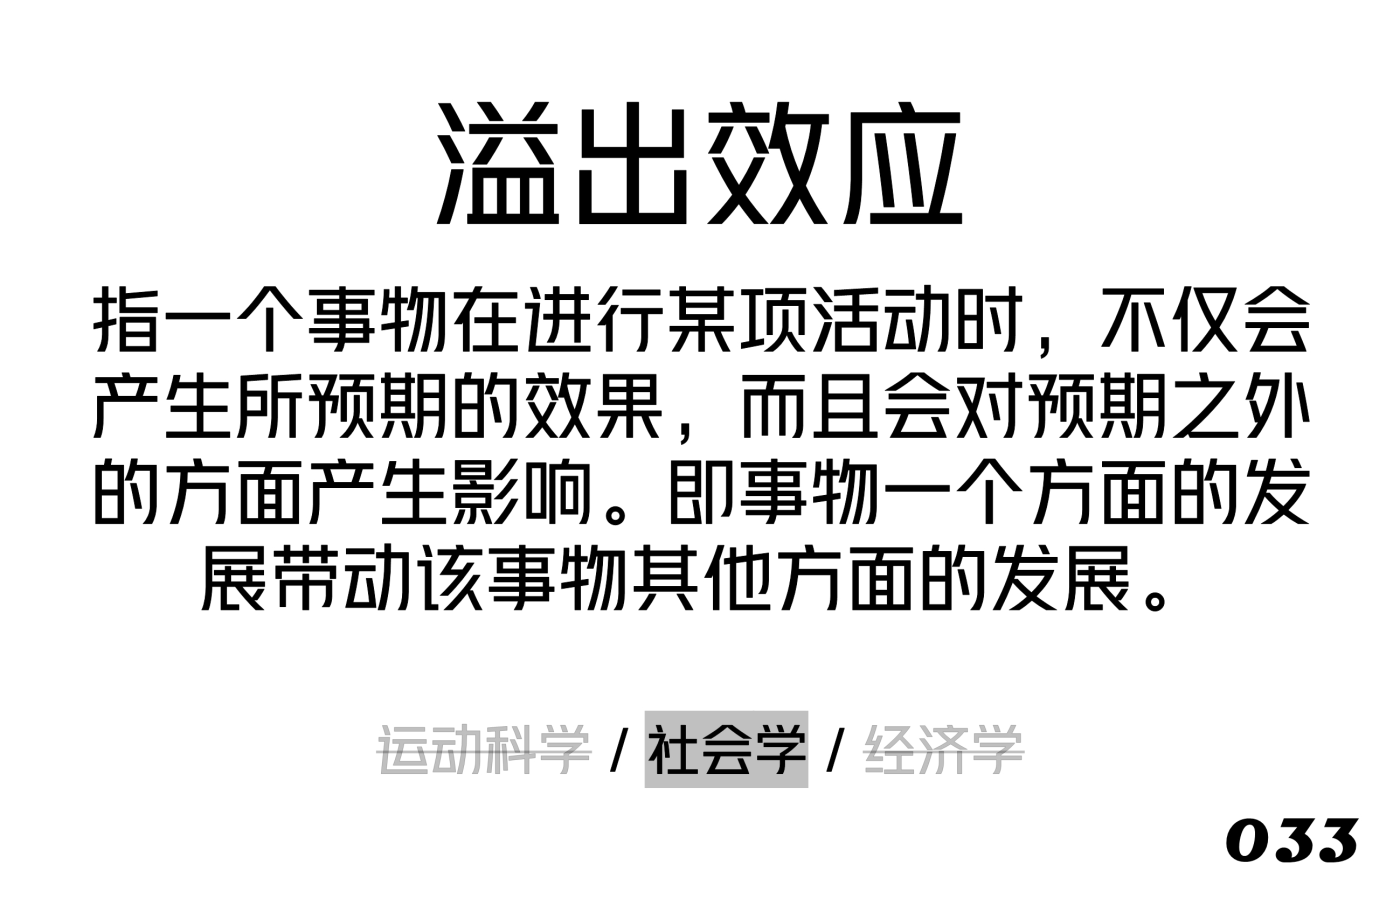 溢出效应
指一个事物在进行某项活动时，不仅会
产生所预期的效果，而且会对预期之外
的方面产生影响。即事物一个方面的发
展带动该事物其他方面的发展。
运动科学 / 社会学 / 经济学
033